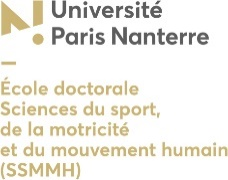 Université
Paris Nanterre
École doctorale
Sciences du sport,
de la motricité
et du mouvement humain
(SSMMH)